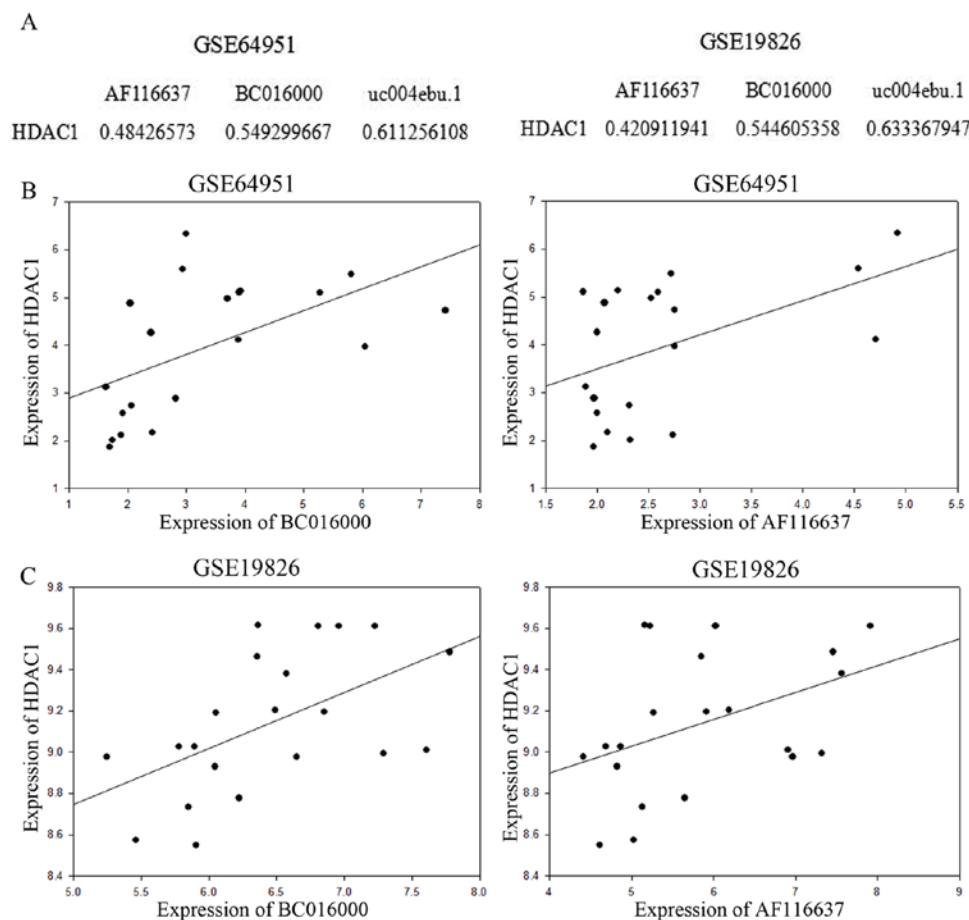 A
GSE64951
AF116637 BC016000 uc004ebu.1
HDAC1 0.48426573 0.549299667 0.611256108
GSE19826
AF116637 BC016000 uc004ebu.1
HDAC1 0.420911941 0.544605358 0.633367947
B
GSE64951
Expression of HDAC1
7
6
5
4
3
2
1
1 2 3 4 5 6 7 8
Expression of BC016000
GSE64951
Expression of HDAC1
7
6
5
4
3
2
1
1.5 2.0 2.5 3.0 3.5 4.0 4.5 5.0 5.5
Expression of AF116637
C
GSE19826
Expression of HDAC1
9.8
9.6
9.4
9.2
9.0
8.8
8.6
8.4
5.0 5.5 6.0 6.5 7.0 7.5 8.0
Expression of BC016000
GSE19826
Expression of HDAC1
9.8
9.6
9.4
9.2
9.0
8.8
8.6
8.4
4 5 6 7 8 9
Expression of AF116637